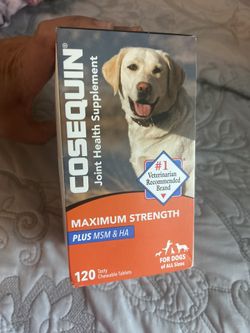 COSEQUIN®
Joint Health Supplement
#1
Veterinarian
Recommended
Brand
MAXIMUM STRENGTH
PLUS MSM & HA
FOR DOGS
of ALL Sizes
120 Tasty
Chewable Tablets